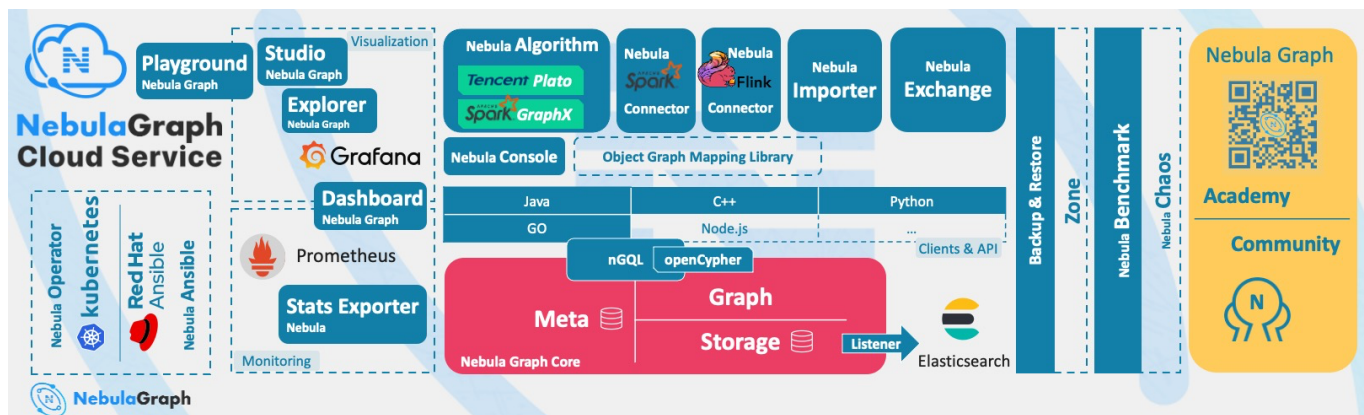 NebulaGraph
Cloud Service
Playground
Nebula Graph
Visualization
Studio
Nebula Graph
Explorer
Nebula Graph
Grafana
Dashboard
Nebula Graph
Prometheus
Stats Exporter
Nebula
Monitoring
Nebula Operator
kubernetes
Red Hat
Ansible
Nebula Ansible
NebulaGraph
Nebula Algorithm
Tencent Plato
APACHE
Spark GraphX
Nebula
APACHE
Spark
Connector
Nebula
Flink
Connector
Nebula
Importer
Nebula
Exchange
Nebula Console
Object Graph Mapping Library
Java
C++
Python
GO
Node.js
...
Clients & API
nGQL
openCypher
Meta
Graph
Storage
Nebula Graph Core
Listener
Elasticsearch
Backup & Restore
Zone
Nebula Benchmark
Nebula Chaos
Nebula Graph
Academy
Community
N